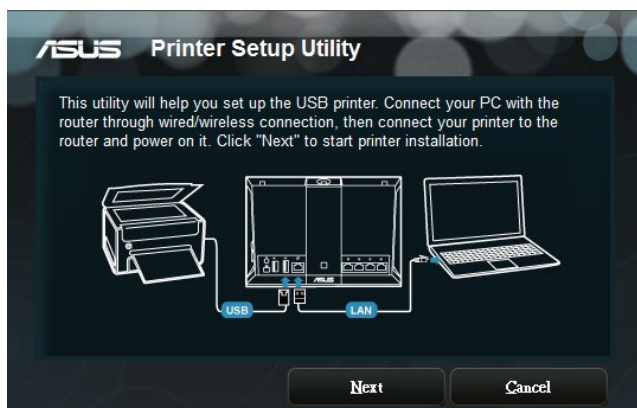 ASUS Printer Setup Utility
This utility will help you set up the USB printer. Connect your PC with the
router through wired/wireless connection, then connect your printer to the
router and power on it. Click "Next" to start printer installation.
ASUS
USB
LAN
Next
Cancel